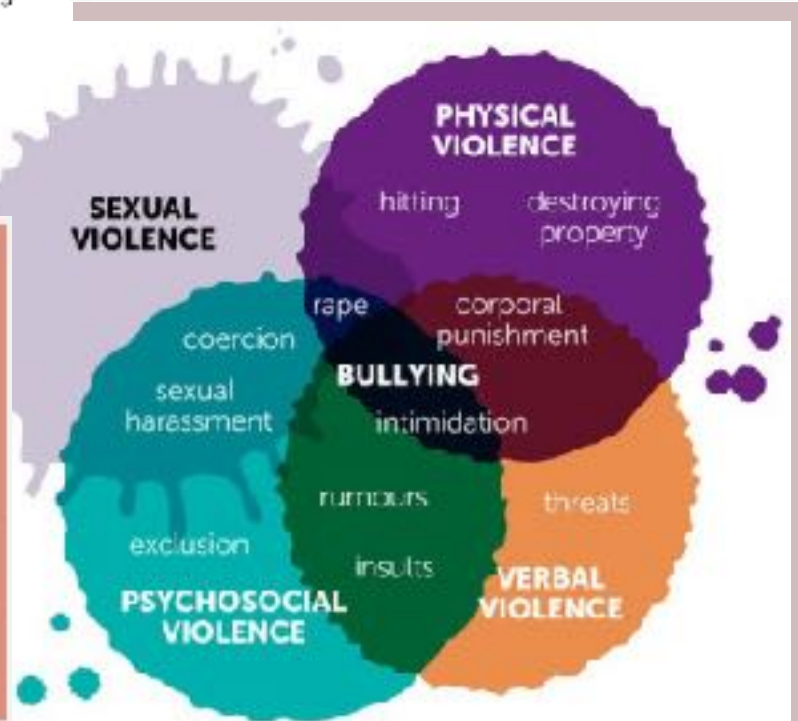 PHYSICAL
VIOLENCE
hitting
destroying
property
SEXUAL
VIOLENCE
rape
corporal
punishment
coercion
BULLYING
sexual
harassment
intimidation
rumours
threats
exclusion
insults
VERBAL
VIOLENCE
PSYCHOSOCIAL
VIOLENCE